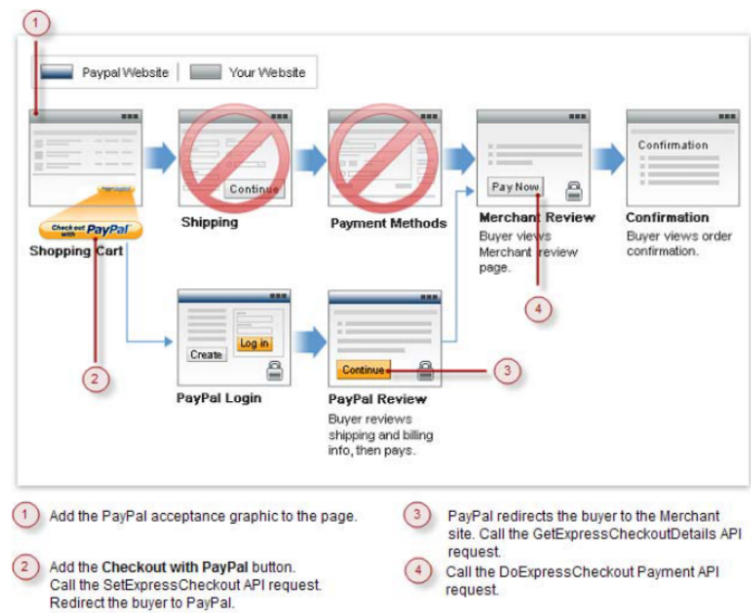 1
Paypal Website
Your Website
Continue
Pay Now
Confirmation
Checkout with PayPal
Shopping Cart
Shipping
Payment Methods
Merchant Review
Buyer views
Merchant review
page.
Confirmation
Buyer views order
confirmation.
4
Create
Log in
Continue
3
2
PayPal Login
PayPal Review
Buyer reviews
shipping and billing
info, then pays.
1 Add the PayPal acceptance graphic to the page.
2 Add the Checkout with PayPal button.
Call the SetExpressCheckout API request.
Redirect the buyer to PayPal.
3 PayPal redirects the buyer to the Merchant
site. Call the GetExpressCheckoutDetails API
request.
4 Call the DoExpressCheckout Payment API
request.